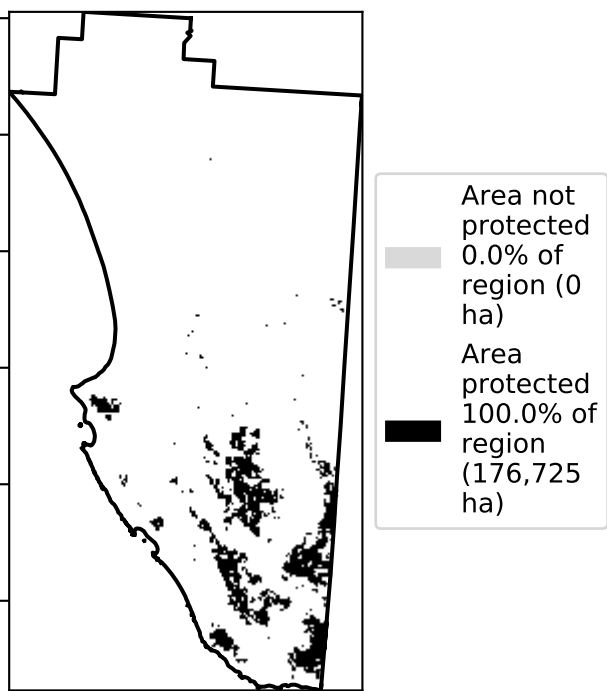 Area not
protected
0.0% of
region (0
ha)
Area
protected
100.0% of
region
(176,725
ha)